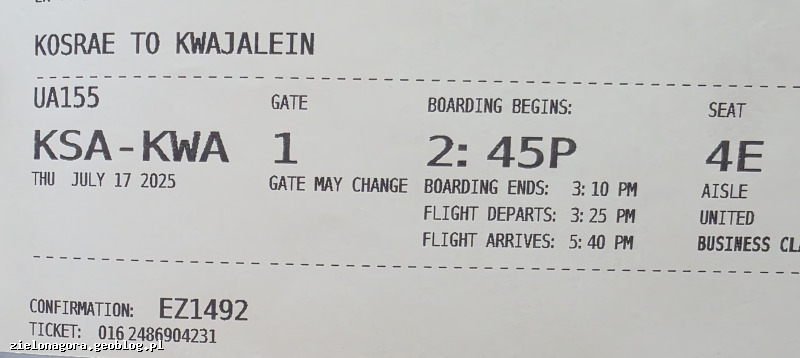 KOSRAE TO KWAJALEIN
UA155
GATE
BOARDING BEGINS:
SEAT
KSA-KWA
1
2:45P
4E
THU JULY 17 2025
GATE MAY CHANGE
BOARDING ENDS: 3:10 PM
AISLE
FLIGHT DEPARTS: 3:25 PM
UNITED
FLIGHT ARRIVES: 5:40 PM
BUSINESS CLA
CONFIRMATION: EZ1492
TICKET: 016 2486904231
zielonagora.geoblog.pl